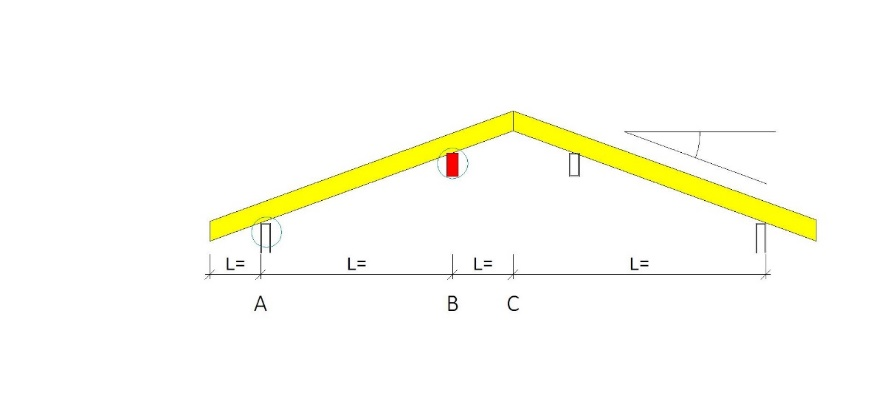 L= L= L= L=
A B C